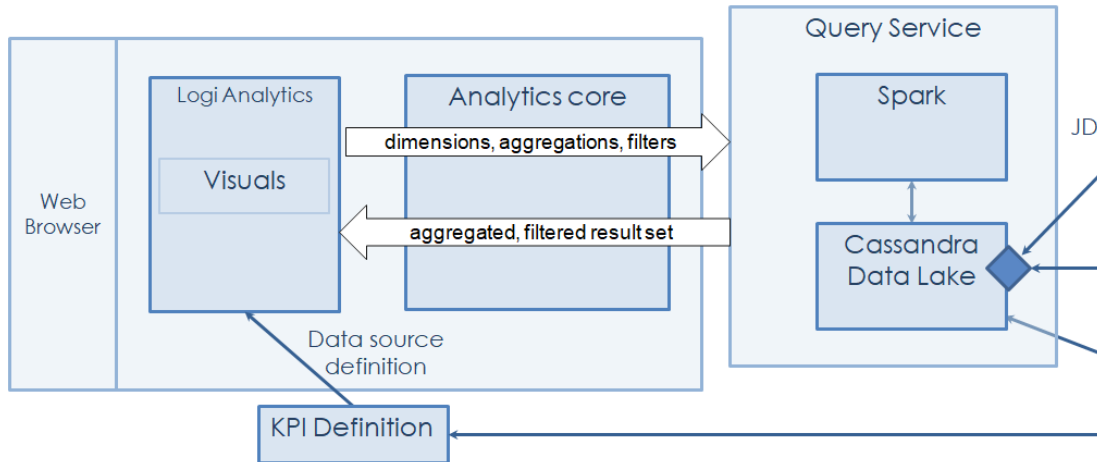 Query Service
Logi Analytics
Analytics core
Spark
dimensions, aggregations, filters
JD
Visuals
Web
Browser
aggregated, filtered result set
Cassandra
Data Lake
Data source
definition
KPI Definition